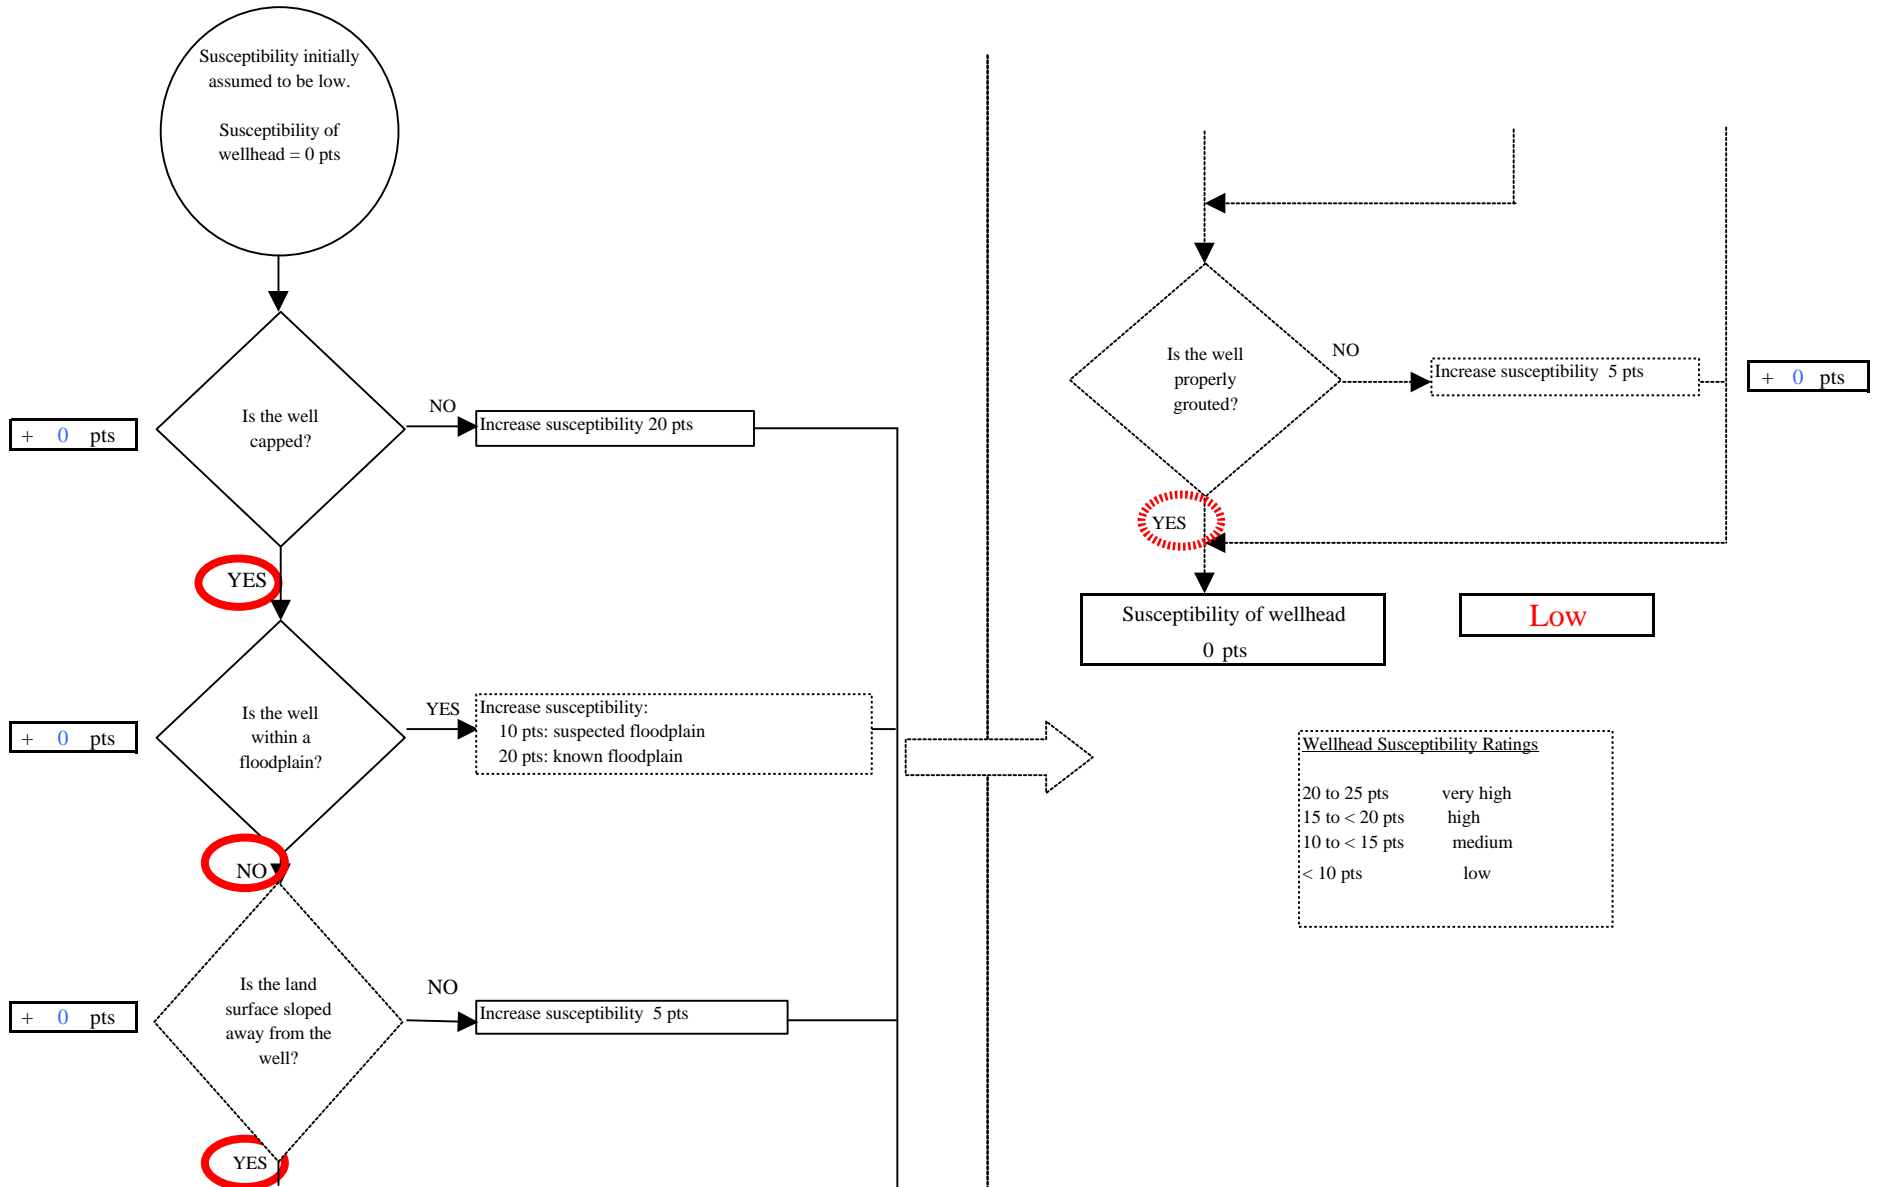 Susceptibility initially
assumed to be low.
Susceptibility of
wellhead = 0 pts
Is the well
capped?
NO
Increase susceptibility 20 pts
+ 0 pts
YES
Is the well
within a
floodplain?
YES
Increase susceptibility:
10 pts: suspected floodplain
20 pts: known floodplain
+ 0 pts
NO
Is the land
surface sloped
away from the
well?
NO
Increase susceptibility 5 pts
+ 0 pts
YES
Is the well
properly
grouted?
NO
Increase susceptibility 5 pts
+ 0 pts
YES
Susceptibility of wellhead
0 pts
Low
Wellhead Susceptibility Ratings
20 to 25 pts very high
15 to < 20 pts high
10 to < 15 pts medium
< 10 pts low